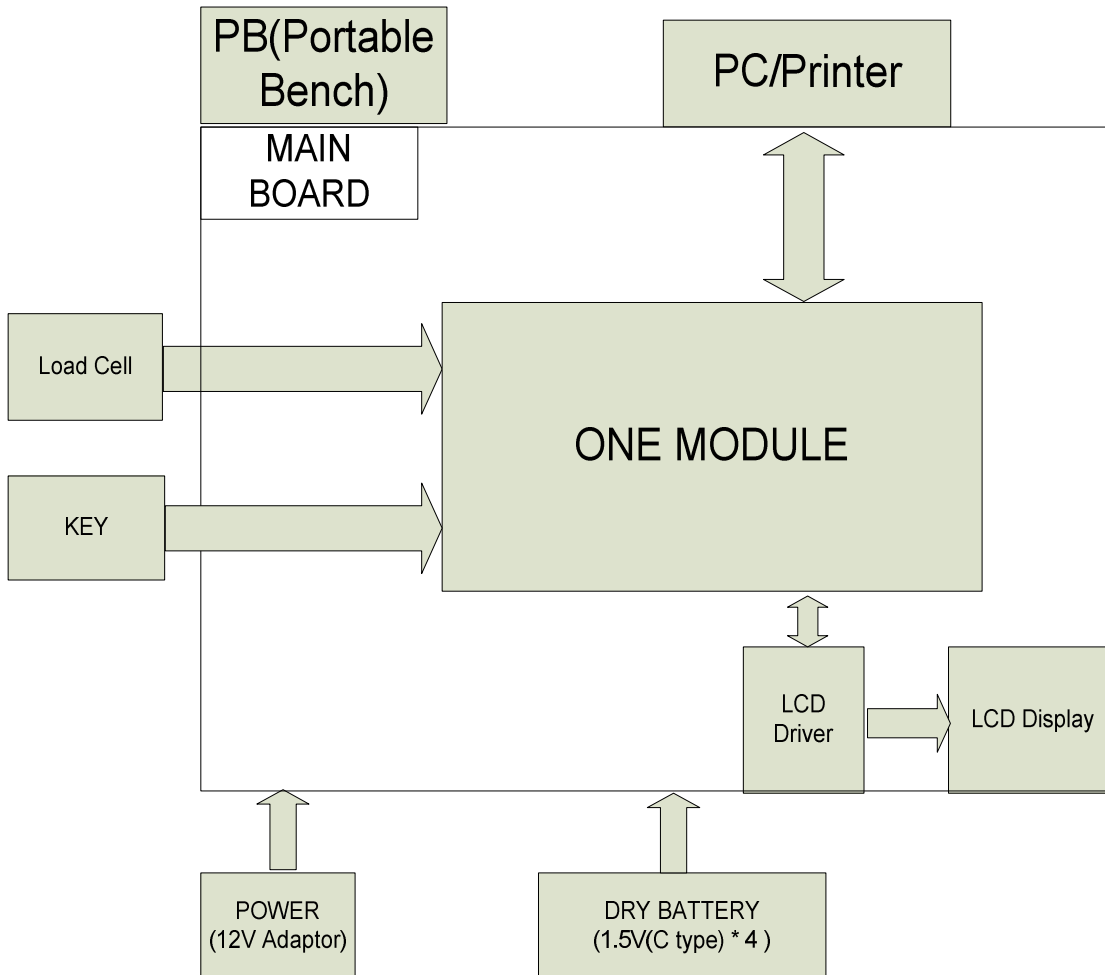 PB(Portable
Bench)
PC/Printer
MAIN
BOARD
Load Cell
ONE MODULE
KEY
LCD
Driver
LCD Display
POWER
(12V Adaptor)
DRY BATTERY
(1.5V(C type) * 4 )